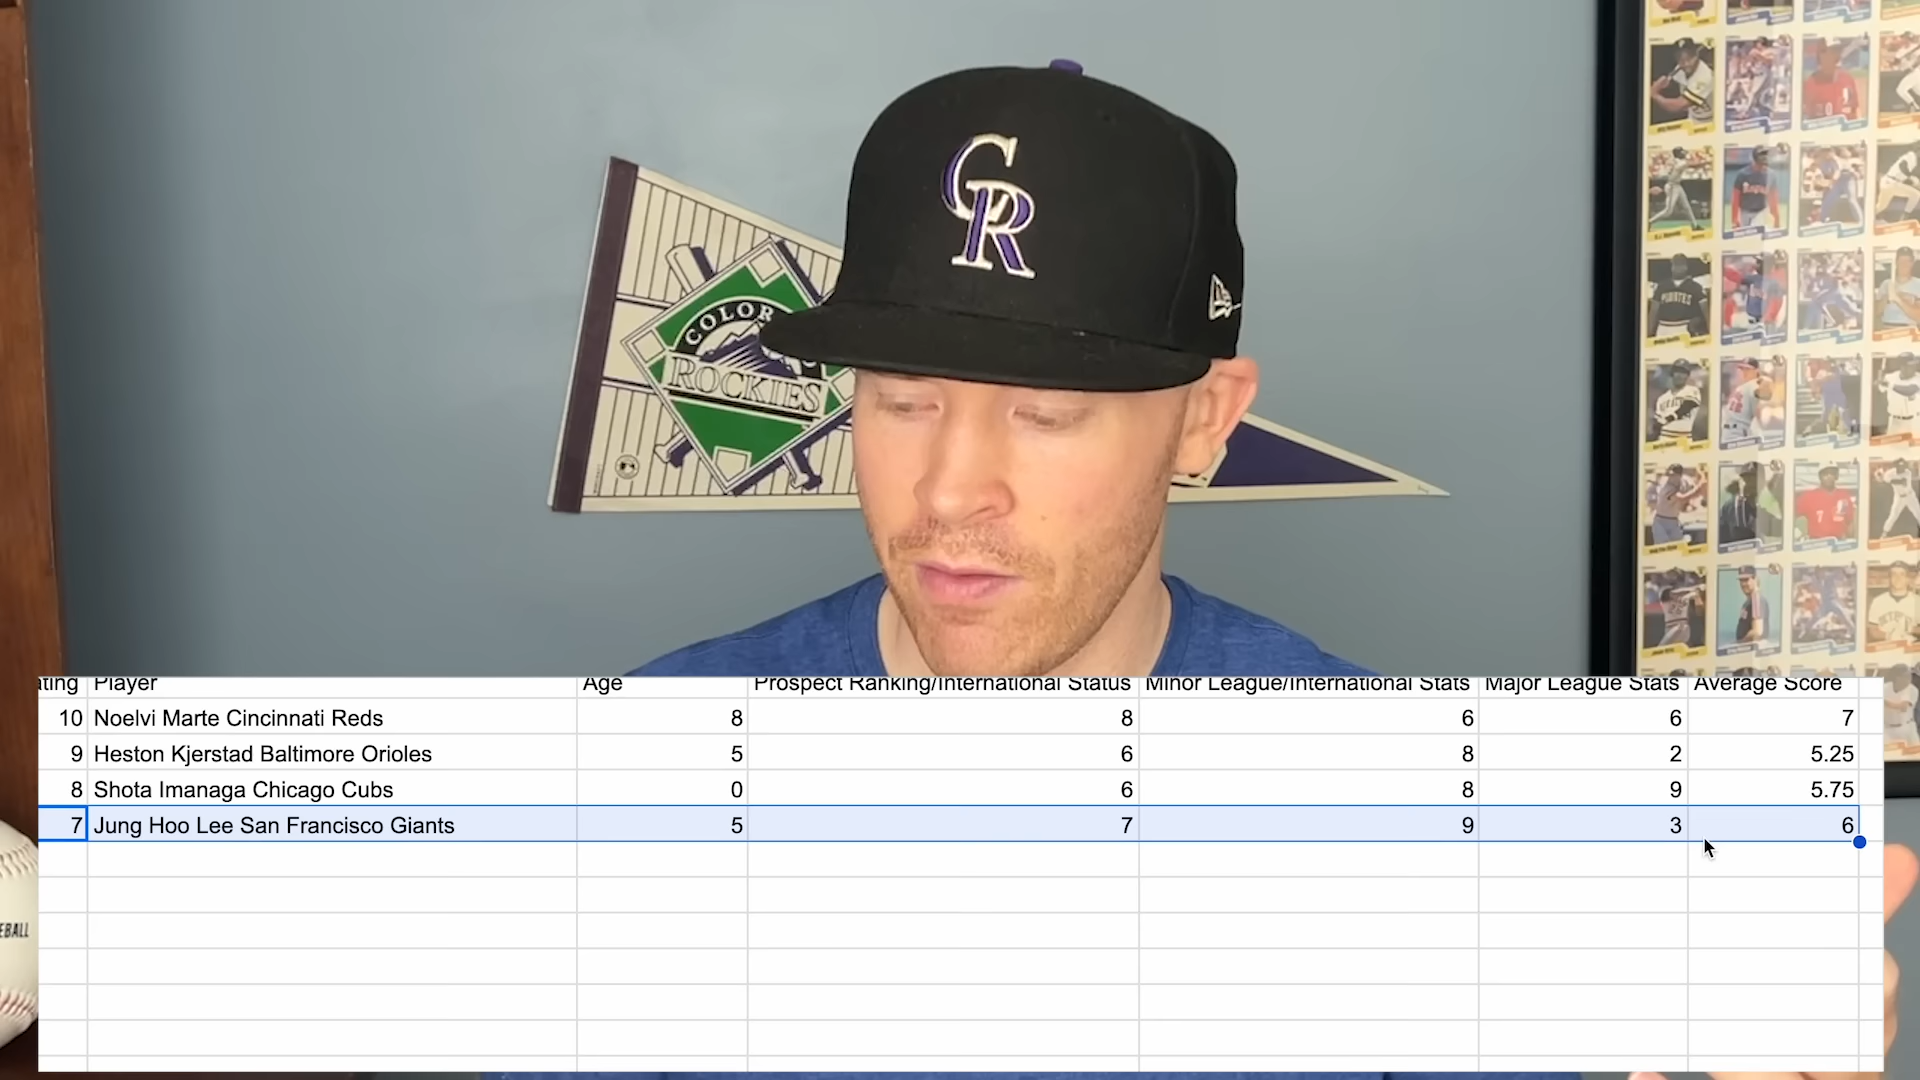 CR
COLOR
ROCKIES
PIRATES
EBALL
ating Player Age Prospect Ranking/International Status Minor League/International Stats Major League Stats Average Score
10 Noelvi Marte Cincinnati Reds 8 8 6 6 7
9 Heston Kjerstad Baltimore Orioles 5 6 8 2 5.25
8 Shota Imanaga Chicago Cubs 0 6 8 9 5.75
7 Jung Hoo Lee San Francisco Giants 5 7 9 3 6